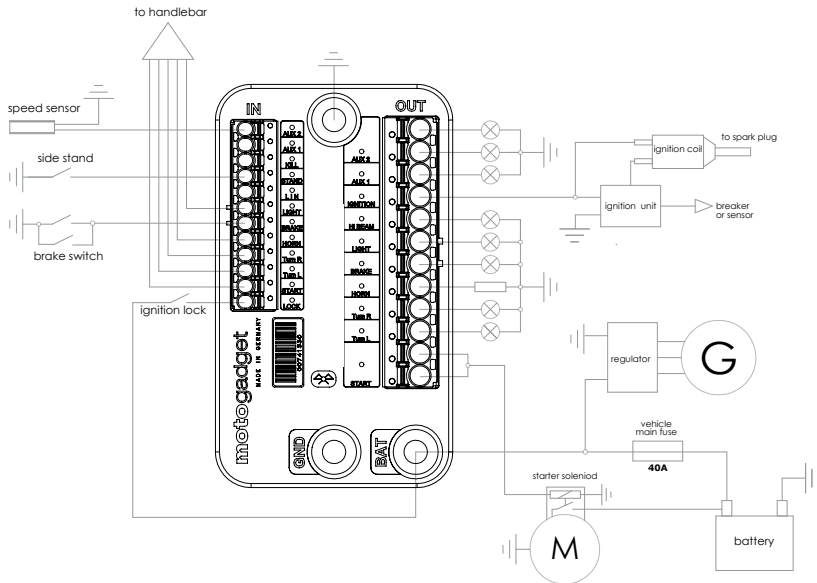 to handlebar
speed sensor
side stand
brake switch
ignition lock
IN
AUX 2
AUX 1
KILL
STAND
L I N
LIGHT
BRAKE
HORN
Turn R
Turn L
START
LOCK
OUT
AUX 2
AUX 1
IGNITION
HI BEAM
LIGHT
BRAKE
HORN
Turn R
Turn L
START
motogadget
MADE IN GERMANY
00741330
GND
BAT
ignition coil
to spark plug
ignition unit
breaker
or sensor
regulator
G
vehicle
main fuse
40A
starter soleniod
M
battery